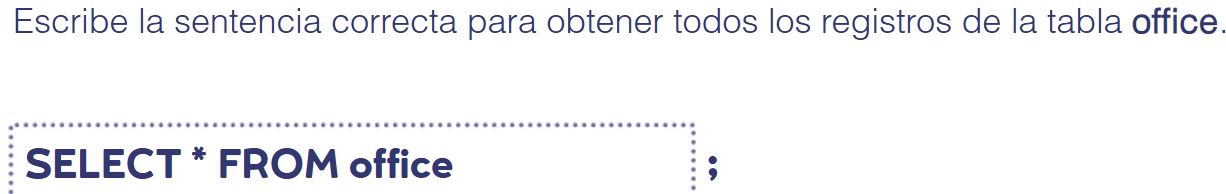 Escribe la sentencia correcta para obtener todos los registros de la tabla office.
SELECT * FROM office ;